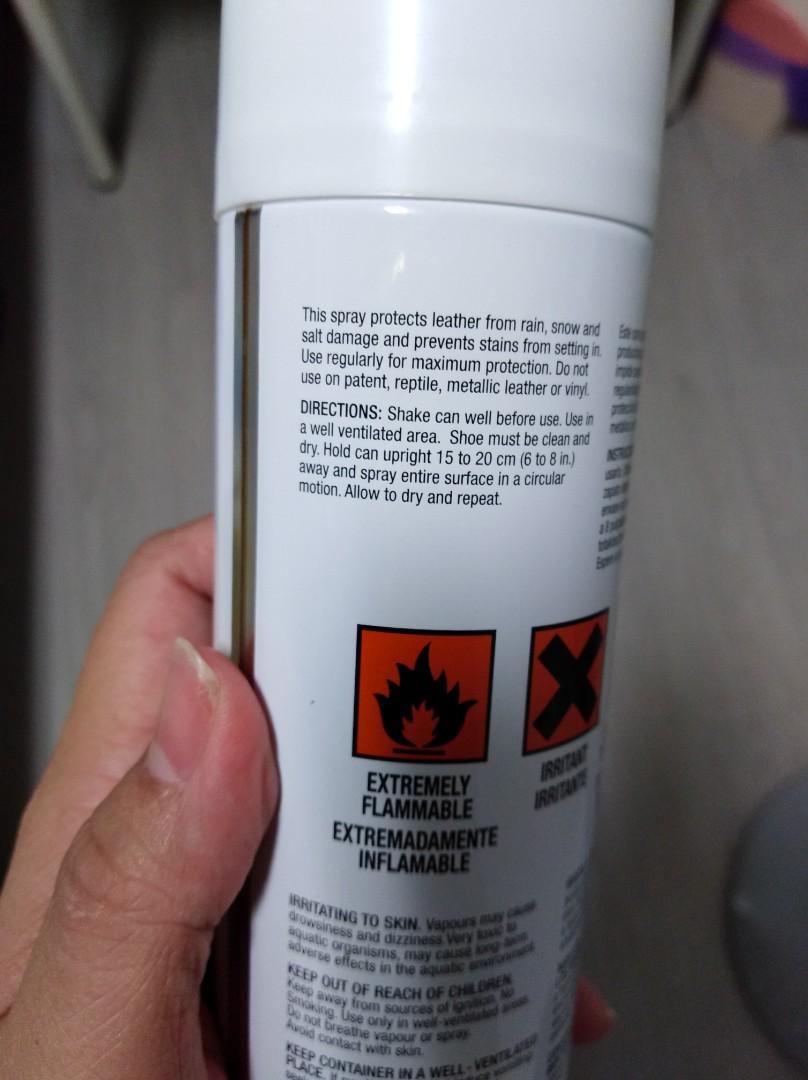 This spray protects leather from rain, snow and
salt damage and prevents stains from setting in.
Use regularly for maximum protection. Do not
use on patent, reptile, metallic leather or vinyl.
DIRECTIONS: Shake can well before use. Use in
a well ventilated area. Shoe must be clean and
dry. Hold can upright 15 to 20 cm (6 to 8 in.)
away and spray entire surface in a circular
motion. Allow to dry and repeat.
EXTREMELY
FLAMMABLE
EXTREMADAMENTE
INFLAMABLE
IRRITANT
IRRITANTE
IRRITATING TO SKIN. Vapours may cause
drowsiness and dizziness. Very toxic to
aquatic organisms, may cause long-term
adverse effects in the aquatic environment.
KEEP OUT OF REACH OF CHILDREN.
Keep away from sources of ignition. No
Smoking. Use only in well-ventilated areas.
Do not breathe vapour or spray.
Avoid contact with skin.
KEEP CONTAINER IN A WELL-VENTILATED
PLACE. If
Este